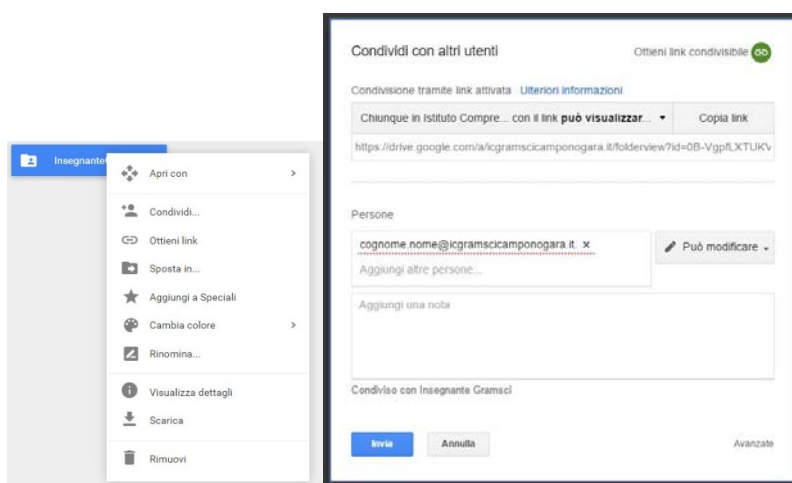 Insegnante
Apri con
Condividi...
Ottieni link
Sposta in...
Aggiungi a Speciali
Cambia colore
Rinomina...
Visualizza dettagli
Scarica
Rimuovi
Condividi con altri utenti
Ottieni link condivisibile
Condivisione tramite link attivata Ulteriori informazioni
Chiunque in Istituto Compre... con il link può visualizzar... Copia link
https://drive.google.com/a/icgramscicamponogara.it/folderview?id=0B-VgpfLXTUKV
Persone
cognome.nome@icgramscicamponogara.it. × Può modificare
Aggiungi altre persone...
Aggiungi una nota
Condiviso con Insegnante Gramsci
Invia Annulla Avanzate